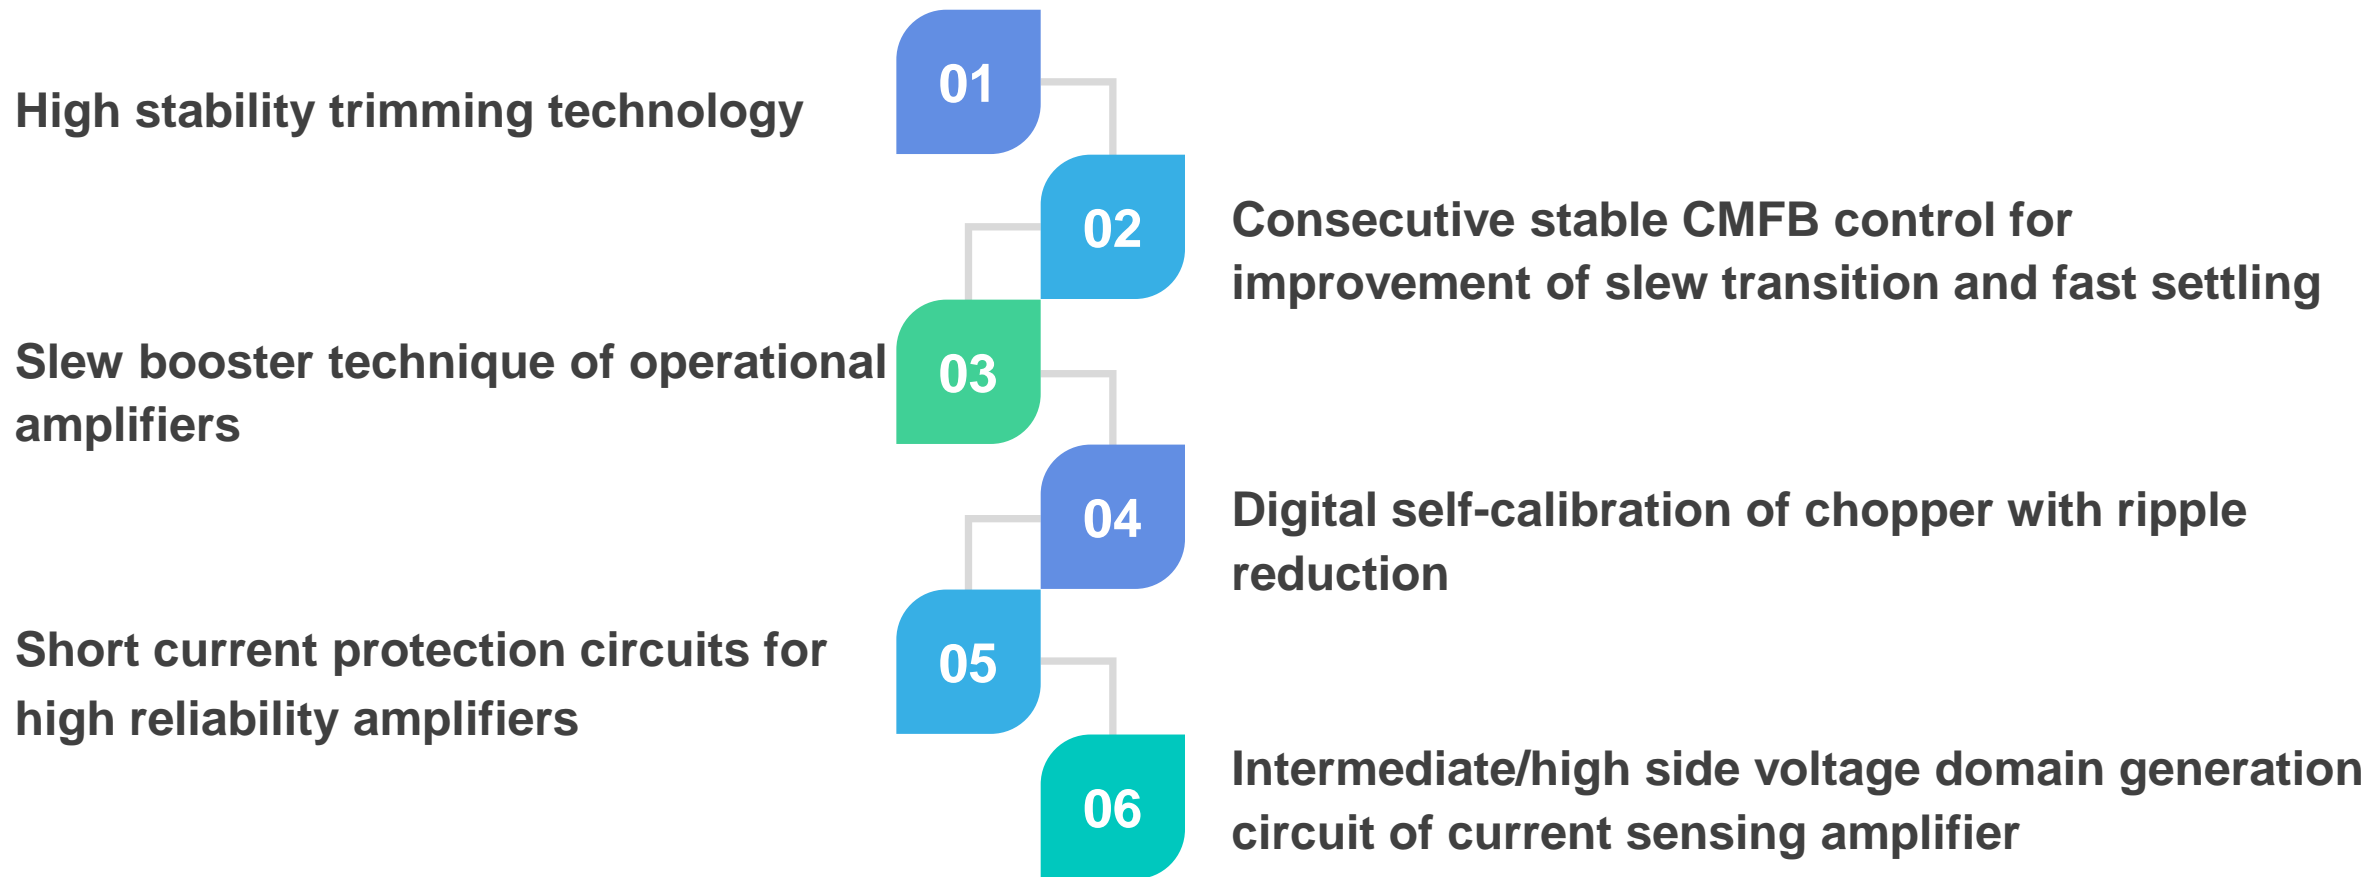 01
High stability trimming technology
02
Consecutive stable CMFB control for
improvement of slew transition and fast settling
03
Slew booster technique of operational
amplifiers
04
Digital self-calibration of chopper with ripple
reduction
05
Short current protection circuits for
high reliability amplifiers
06
Intermediate/high side voltage domain generation
circuit of current sensing amplifier